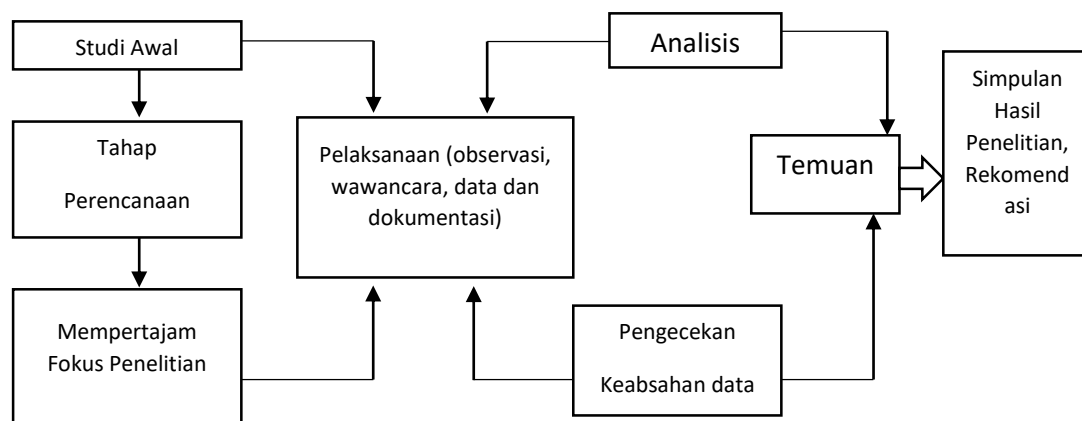 Studi Awal
Tahap
Perencanaan
Mempertajam
Fokus Penelitian
Pelaksanaan (observasi,
wawancara, data dan
dokumentasi)
Analisis
Pengecekan
Keabsahan data
Temuan
Simpulan
Hasil
Penelitian,
Rekomend
asi